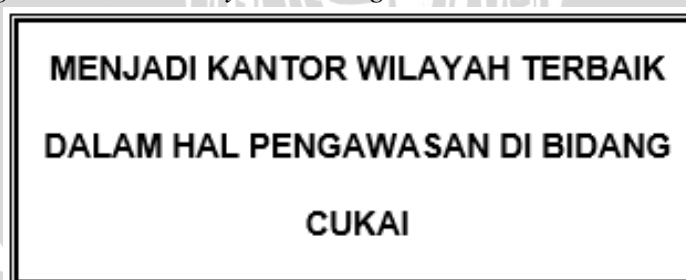 MENJADI KANTOR WILAYAH TERBAIK
DALAM HAL PENGAWASAN DI BIDANG
CUKAI